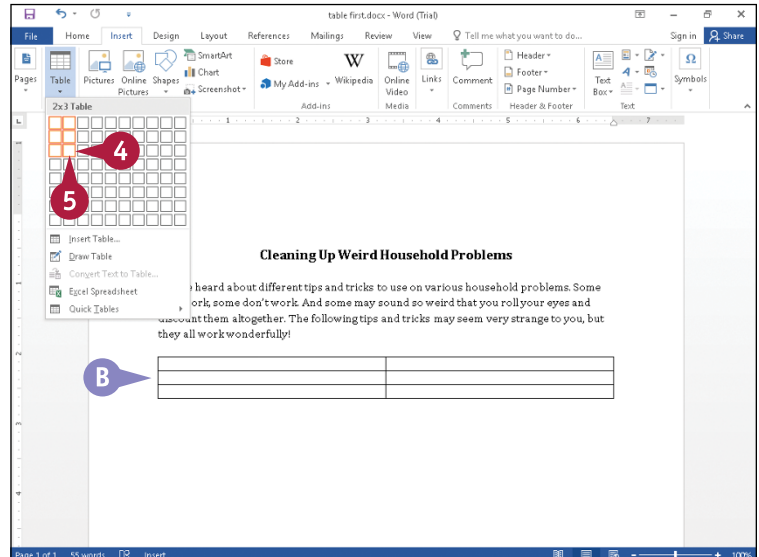 table first.docx - Word (Trial)
File Home Insert Design Layout References Mailings Review View Tell me what you want to do... Sign in Share
Pages
Table
Pictures
Online Pictures
Shapes
SmartArt
Chart
Screenshot
Store
My Add-ins
Wikipedia
Add-ins
Online Video
Media
Links
Comment
Comments
Header
Footer
Page Number
Header & Footer
Text Box
Text
Symbols
2x3 Table
1 2 3 4 5 6 7
4
5
Insert Table...
Draw Table
Convert Text to Table...
Excel Spreadsheet
Quick Tables
Cleaning Up Weird Household Problems
heard about different tips and tricks to use on various household problems. Some
ork, some don't work. And some may sound so weird that you roll your eyes and
discount them altogether. The following tips and tricks may seem very strange to you, but
they all work wonderfully!
B
Page 1 of 1 55 words Insert 100%